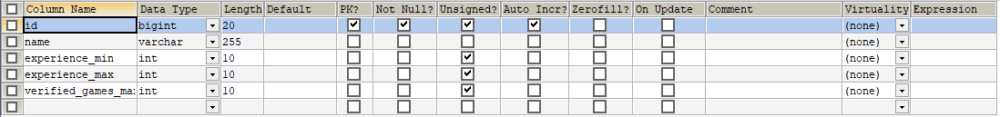 Column Name Data Type Length Default PK? Not Null? Unsigned? Auto Incr? Zerofill? On Update Comment Virtuality Expression
id bigint 20 (none)
name varchar 255 (none)
experience_min int 10 (none)
experience_max int 10 (none)
verified_games_ma int 10 (none)